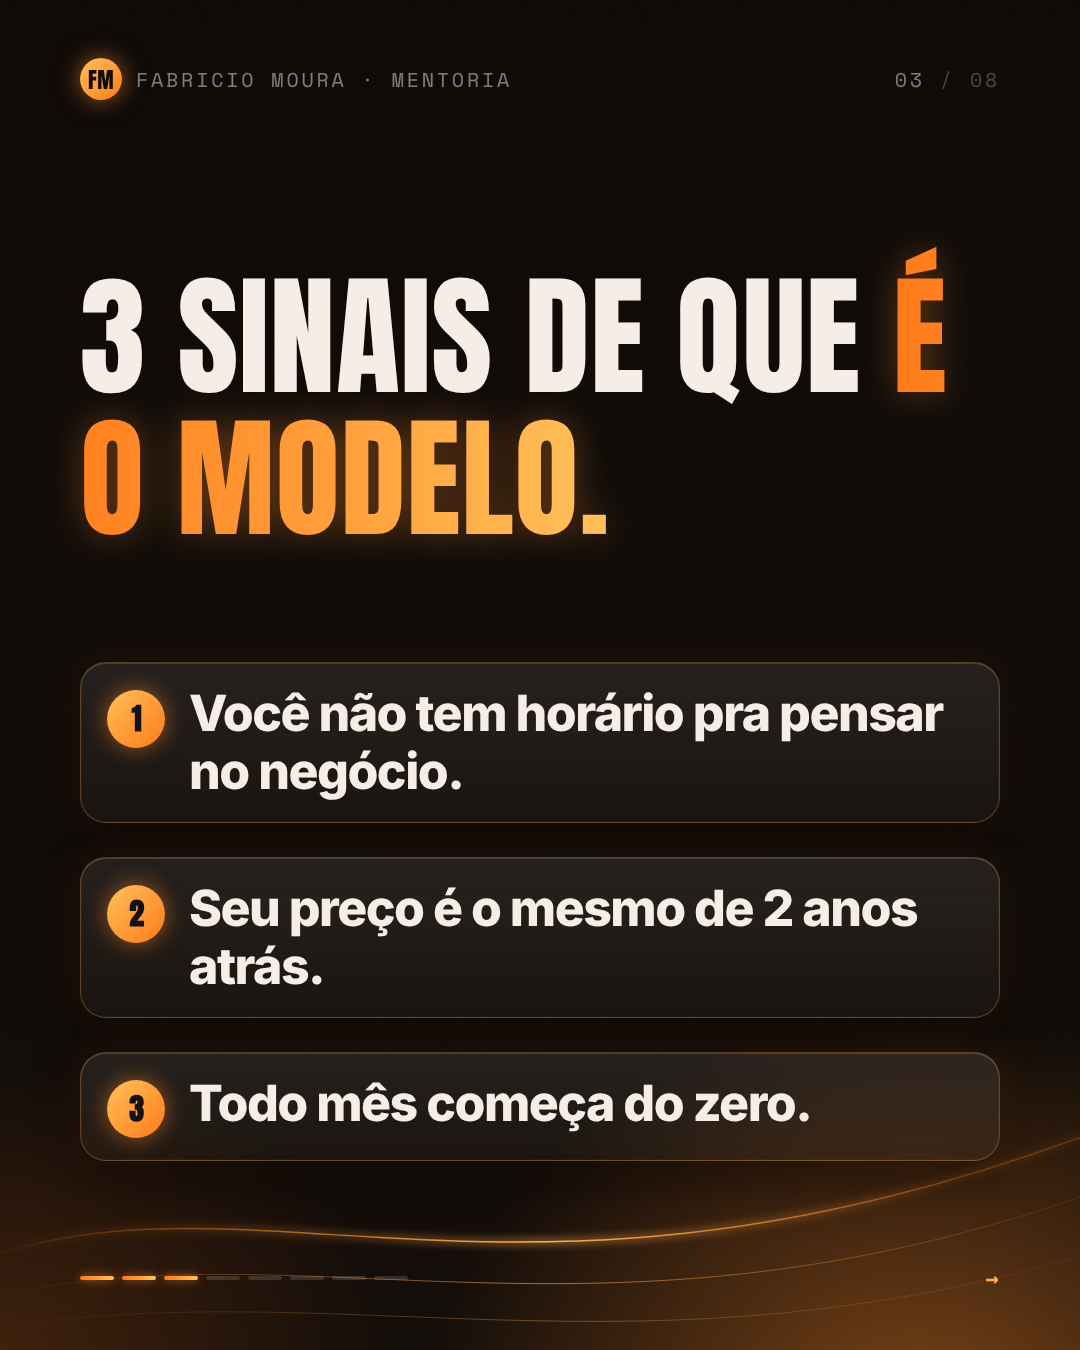 FM FABRICIO MOURA · MENTORIA
03 / 08
3 SINAIS DE QUE É
O MODELO.
1 Você não tem horário pra pensar
no negócio.
2 Seu preço é o mesmo de 2 anos
atrás.
3 Todo mês começa do zero.
→